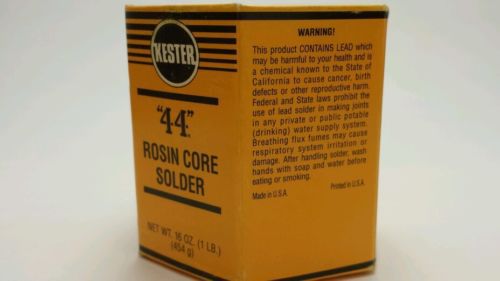 KESTER
"44"
ROSIN CORE
SOLDER
NET WT. 16 OZ. (1 LB.)
(454 g)
WARNING!
This product CONTAINS LEAD which
may be harmful to your health and is
a chemical known to the State of
California to cause cancer, birth
defects or other reproductive harm.
Federal and State laws prohibit the
use of lead solder in making joints
in any private or public potable
(drinking) water supply system.
Breathing flux fumes may cause
respiratory system irritation or
damage. After handling solder, wash
hands with soap and water before
eating or smoking.
Made in U.S.A. Printed in U.S.A.